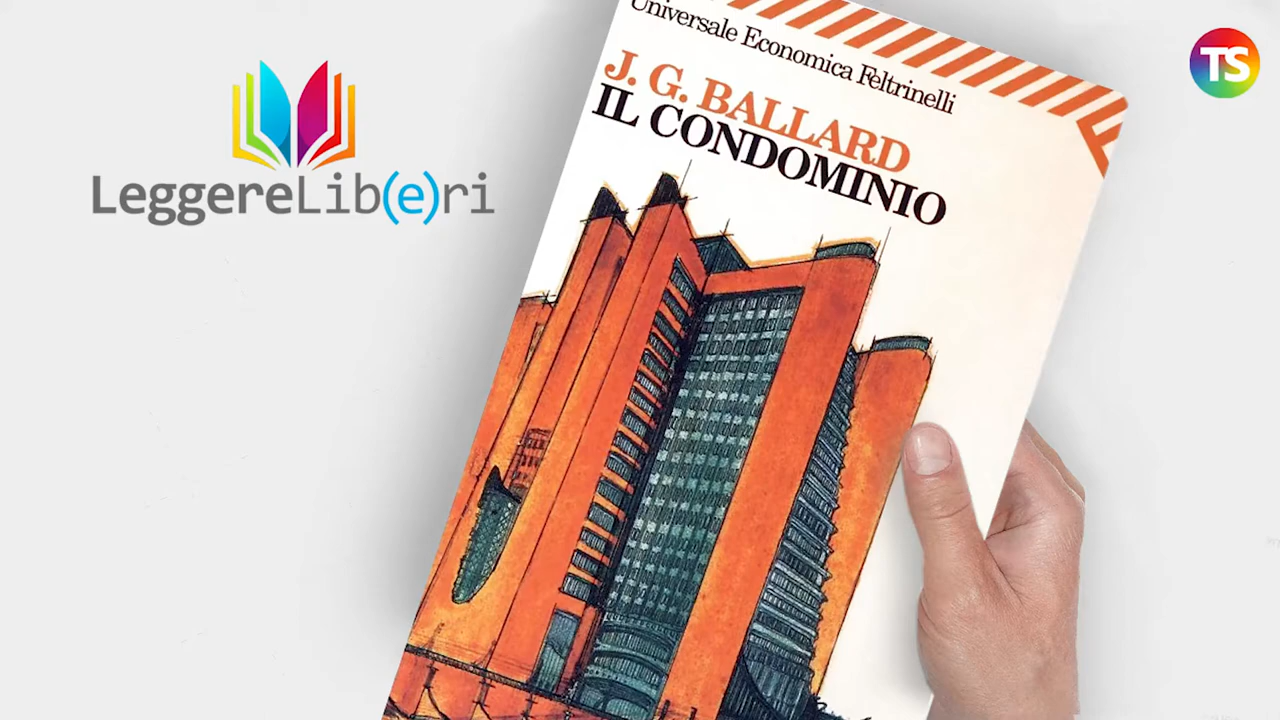 LeggereLib(e)ri
Universale Economica Feltrinelli
J. G. BALLARD
IL CONDOMINIO
TS